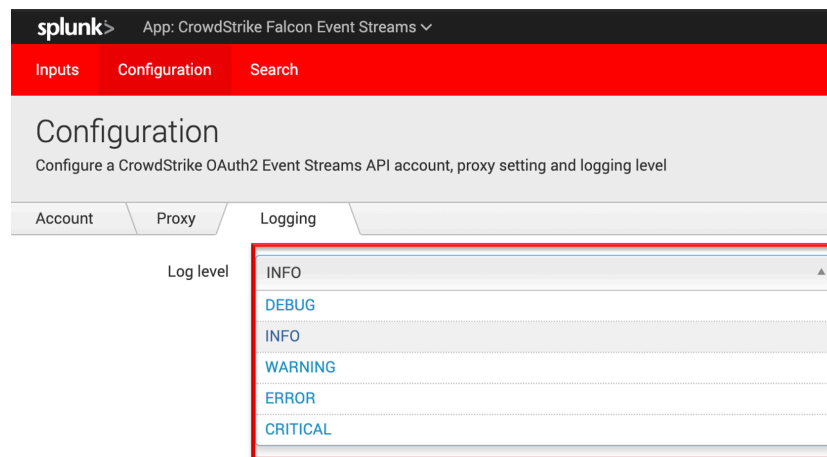 splunk> App: CrowdStrike Falcon Event Streams
Inputs Configuration Search
Configuration
Configure a CrowdStrike OAuth2 Event Streams API account, proxy setting and logging level
Account Proxy Logging
Log level INFO
DEBUG
INFO
WARNING
ERROR
CRITICAL